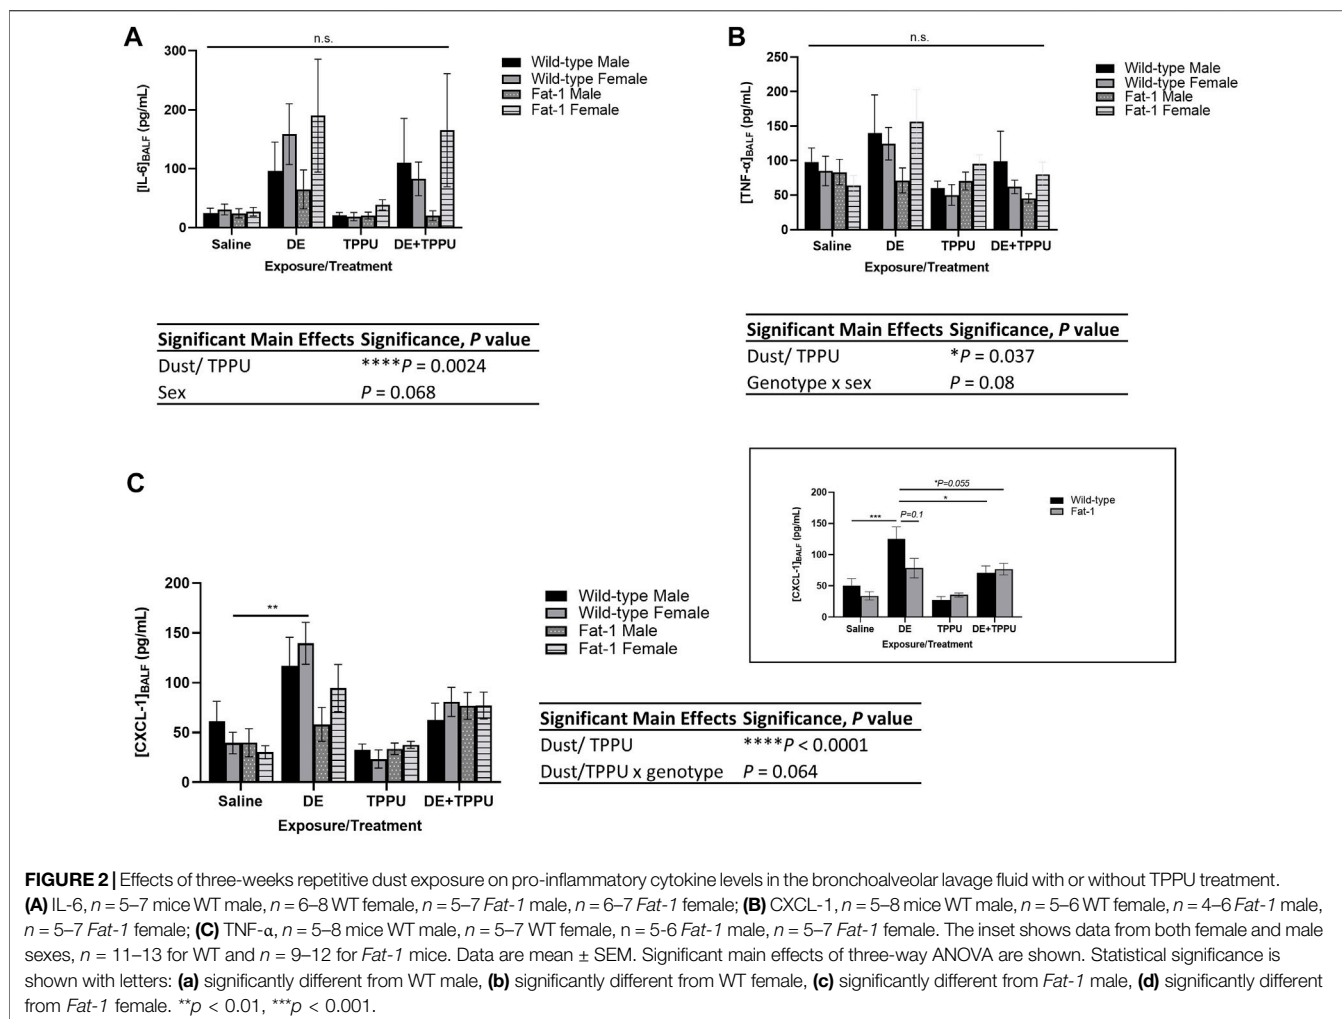 A
n.s.
300
200
100
0
[IL-6]BALF (pg/mL)
Saline DE TPPU DE+TPPU
Exposure/Treatment
Wild-type Male
Wild-type Female
Fat-1 Male
Fat-1 Female
Significant Main Effects Significance, P value
Dust/ TPPU ****P = 0.0024
Sex P = 0.068
B
n.s.
250
200
150
100
50
0
[TNF-α]BALF (pg/mL)
Saline DE TPPU DE+TPPU
Exposure/Treatment
Wild-type Male
Wild-type Female
Fat-1 Male
Fat-1 Female
Significant Main Effects Significance, P value
Dust/ TPPU *P = 0.037
Genotype x sex P = 0.08
C
200
150
100
50
0
[CXCL-1]BALF (pg/mL)
**
Saline DE TPPU DE+TPPU
Exposure/Treatment
Wild-type Male
Wild-type Female
Fat-1 Male
Fat-1 Female
*P=0.055
*
*** P=0.1
200
150
100
50
0
[CXCL-1]BALF (pg/mL)
Saline DE TPPU DE+TPPU
Exposure/Treatment
Wild-type
Fat-1
Significant Main Effects Significance, P value
Dust/ TPPU ****P < 0.0001
Dust/TPPU x genotype P = 0.064
FIGURE 2 | Effects of three-weeks repetitive dust exposure on pro-inflammatory cytokine levels in the bronchoalveolar lavage fluid with or without TPPU treatment.
(A) IL-6, n = 5–7 mice WT male, n = 6–8 WT female, n = 5–7 Fat-1 male, n = 6–7 Fat-1 female; (B) CXCL-1, n = 5–8 mice WT male, n = 5–6 WT female, n = 4–6 Fat-1 male,
n = 5–7 Fat-1 female; (C) TNF-α, n = 5–8 mice WT male, n = 5–7 WT female, n = 5-6 Fat-1 male, n = 5–7 Fat-1 female. The inset shows data from both female and male
sexes, n = 11–13 for WT and n = 9–12 for Fat-1 mice. Data are mean ± SEM. Significant main effects of three-way ANOVA are shown. Statistical significance is
shown with letters: (a) significantly different from WT male, (b) significantly different from WT female, (c) significantly different from Fat-1 male, (d) significantly different
from Fat-1 female. **p < 0.01, ***p < 0.001.